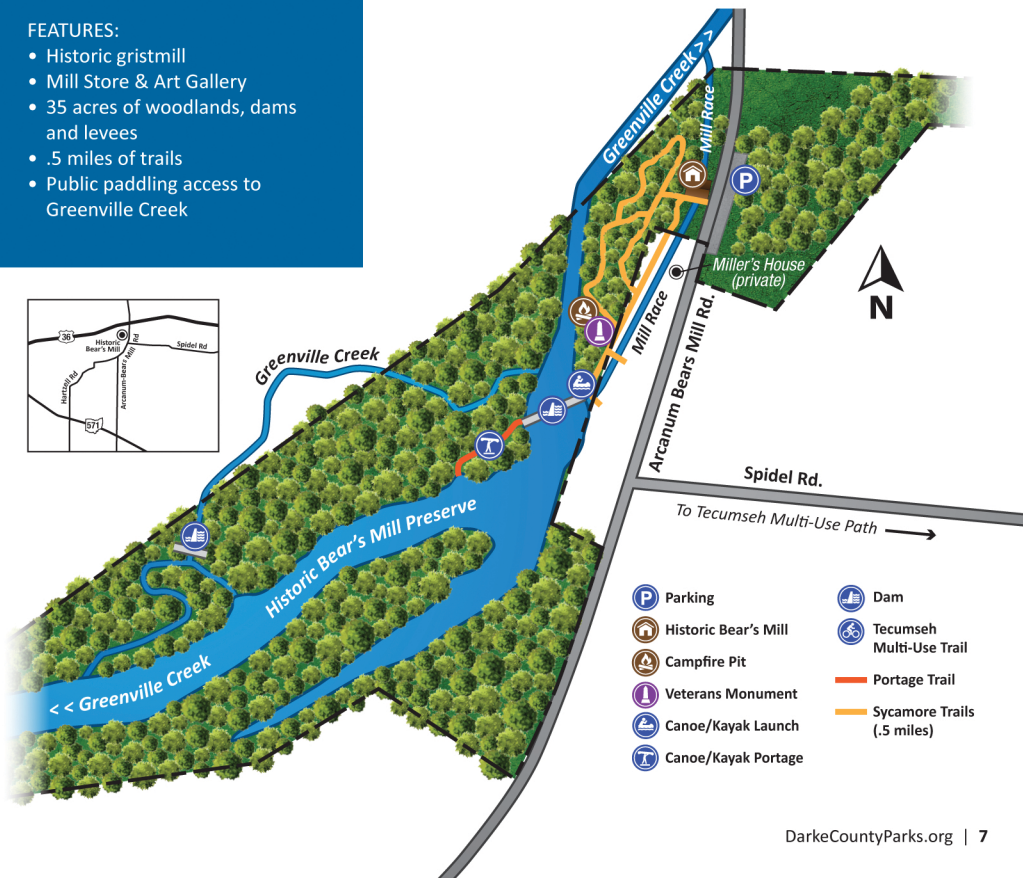 FEATURES:
• Historic gristmill
• Mill Store & Art Gallery
• 35 acres of woodlands, dams
and levees
• .5 miles of trails
• Public paddling access to
Greenville Creek
Greenville Creek > >
Mill Race
P
Miller's House
(private)
N
Mill Race
Arcanum Bears Mill Rd.
36
Historic
Bear's Mill
Spidel Rd
Hartzell Rd
Arcanum-Bears Mill Rd
571
Greenville Creek
Spidel Rd.
To Tecumseh Multi-Use Path
Historic Bear's Mill Preserve
< < Greenville Creek
P Parking
Historic Bear's Mill
Campfire Pit
Veterans Monument
Canoe/Kayak Launch
Canoe/Kayak Portage
Dam
Tecumseh
Multi-Use Trail
Portage Trail
Sycamore Trails
(.5 miles)
DarkeCountyParks.org | 7